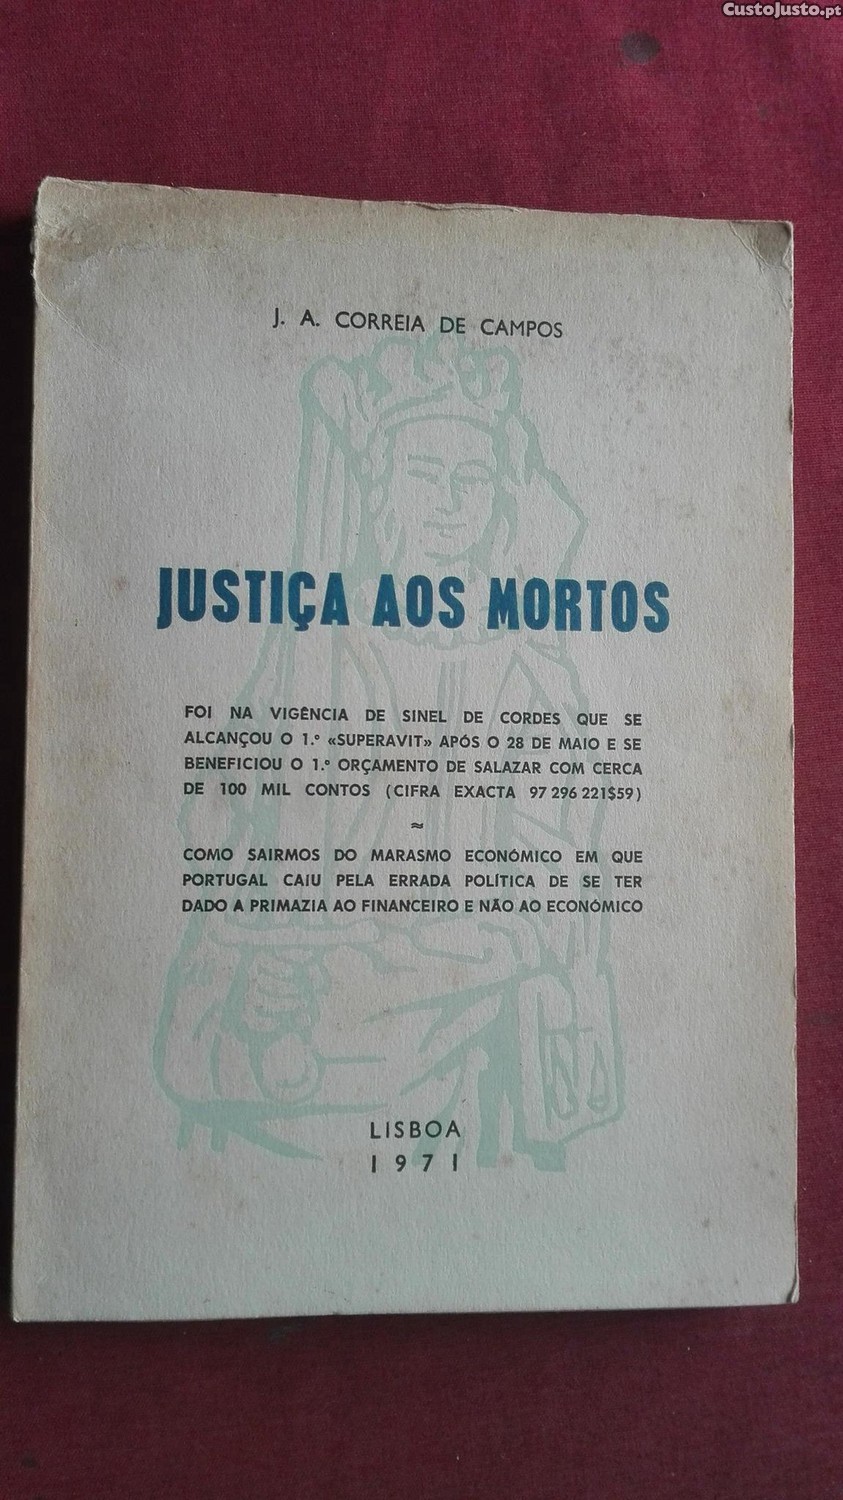 CustoJusto.pt
J. A. CORREIA DE CAMPOS
JUSTIÇA AOS MORTOS
FOI NA VIGÊNCIA DE SINEL DE CORDES QUE SE
ALCANÇOU O 1.º «SUPERAVIT» APÓS O 28 DE MAIO E SE
BENEFICIOU O 1.º ORÇAMENTO DE SALAZAR COM CERCA
DE 100 MIL CONTOS (CIFRA EXACTA 97 296 221$59)
≈
COMO SAIRMOS DO MARASMO ECONÓMICO EM QUE
PORTUGAL CAIU PELA ERRADA POLÍTICA DE SE TER
DADO A PRIMAZIA AO FINANCEIRO E NÃO AO ECONÓMICO
LISBOA
1971